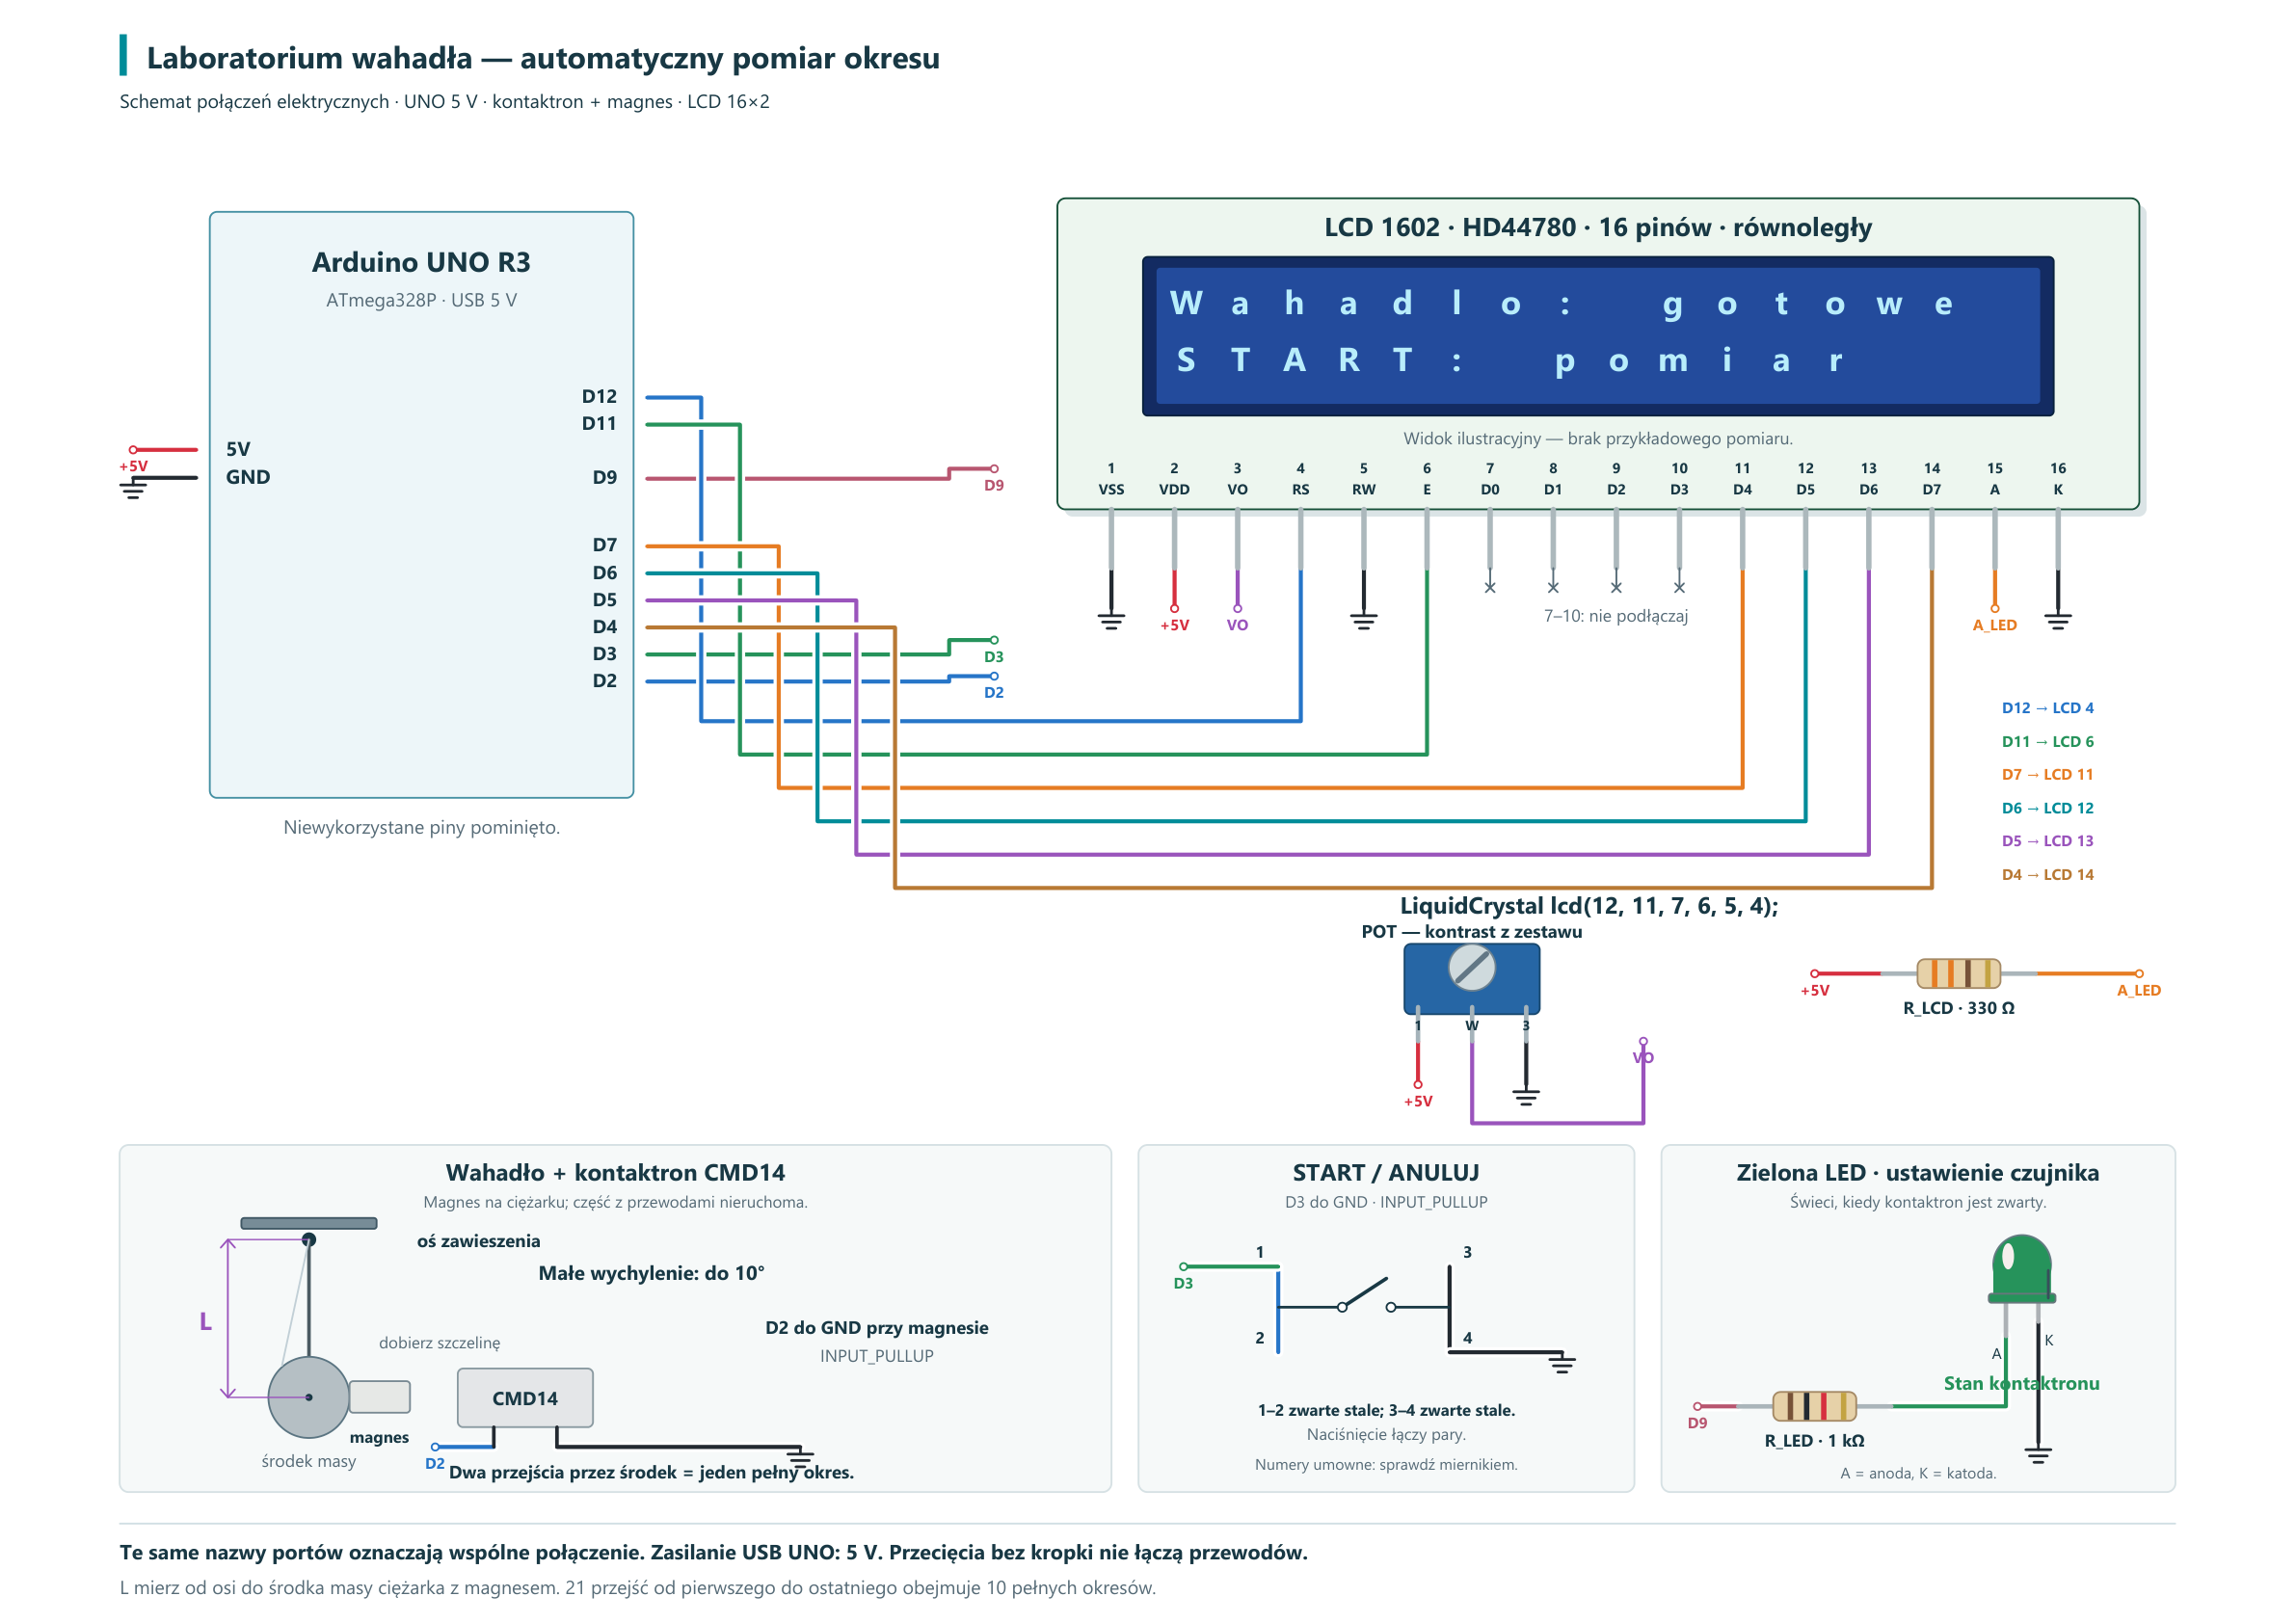 Laboratorium wahadła — automatyczny pomiar okresu
Schemat połączeń elektrycznych · UNO 5 V · kontaktron + magnes · LCD 16×2
Arduino UNO R3
ATmega328P · USB 5 V
5V
GND
+5V
D12
D11
D9
D7
D6
D5
D4
D3
D2
D9
D3
D2
Niewykorzystane piny pominięto.
LCD 1602 · HD44780 · 16 pinów · równoległy
Wahadlo: gotowe
START: pomiar
Widok ilustracyjny — brak przykładowego pomiaru.
1 2 3 4 5 6 7 8 9 10 11 12 13 14 15 16
VSS VDD VO RS RW E D0 D1 D2 D3 D4 D5 D6 D7 A K
+5V VO
7–10: nie podłączaj
A_LED
D12 → LCD 4
D11 → LCD 6
D7 → LCD 11
D6 → LCD 12
D5 → LCD 13
D4 → LCD 14
LiquidCrystal lcd(12, 11, 7, 6, 5, 4);
POT — kontrast z zestawu
1 W 3
+5V
VO
+5V
A_LED
R_LCD · 330 Ω
Wahadło + kontaktron CMD14
Magnes na ciężarku; część z przewodami nieruchoma.
oś zawieszenia
Małe wychylenie: do 10°
L
D2 do GND przy magnesie
INPUT_PULLUP
dobierz szczelinę
CMD14
magnes
środek masy
D2
Dwa przejścia przez środek = jeden pełny okres.
START / ANULUJ
D3 do GND · INPUT_PULLUP
1
3
D3
2
4
1–2 zwarte stale; 3–4 zwarte stale.
Naciśnięcie łączy pary.
Numery umowne: sprawdź miernikiem.
Zielona LED · ustawienie czujnika
Świeci, kiedy kontaktron jest zwarty.
K
A
Stan kontaktronu
D9
R_LED · 1 kΩ
A = anoda, K = katoda.
Te same nazwy portów oznaczają wspólne połączenie. Zasilanie USB UNO: 5 V. Przecięcia bez kropki nie łączą przewodów.
L mierz od osi do środka masy ciężarka z magnesem. 21 przejść od pierwszego do ostatniego obejmuje 10 pełnych okresów.